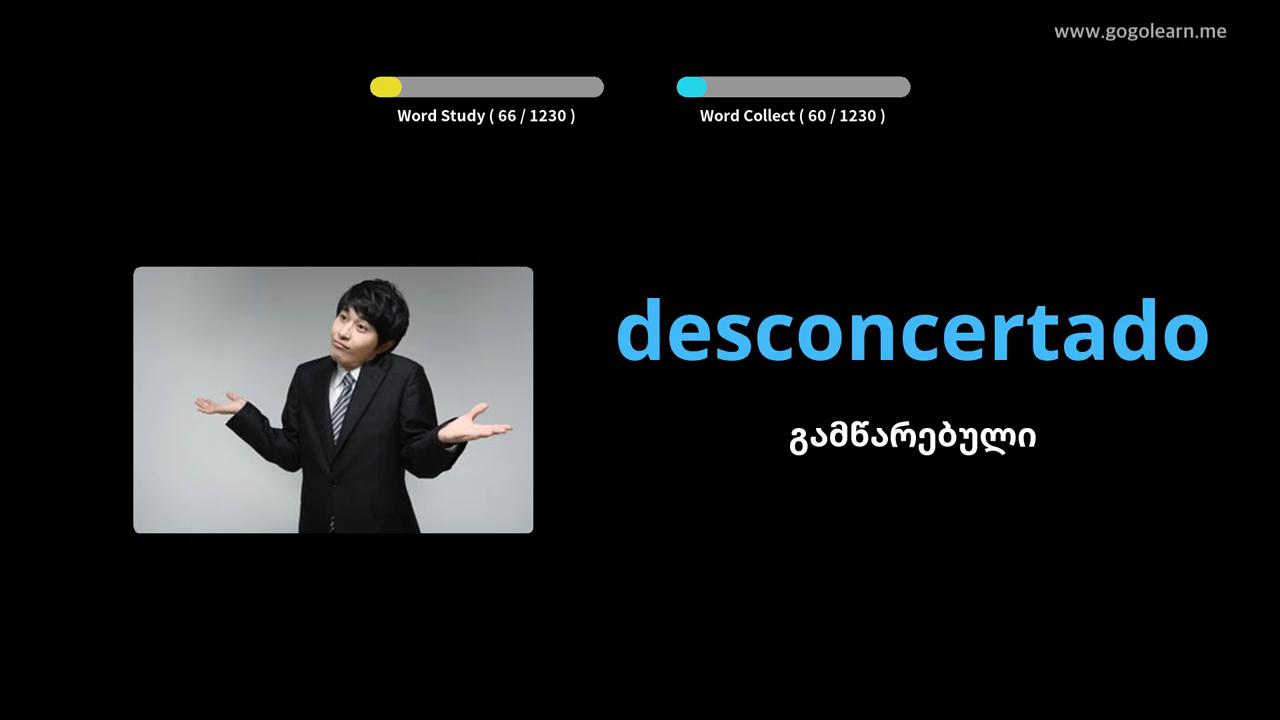 www.gogolearn.me
Word Study ( 66 / 1230 )
Word Collect ( 60 / 1230 )
desconcertado
გამწარებული